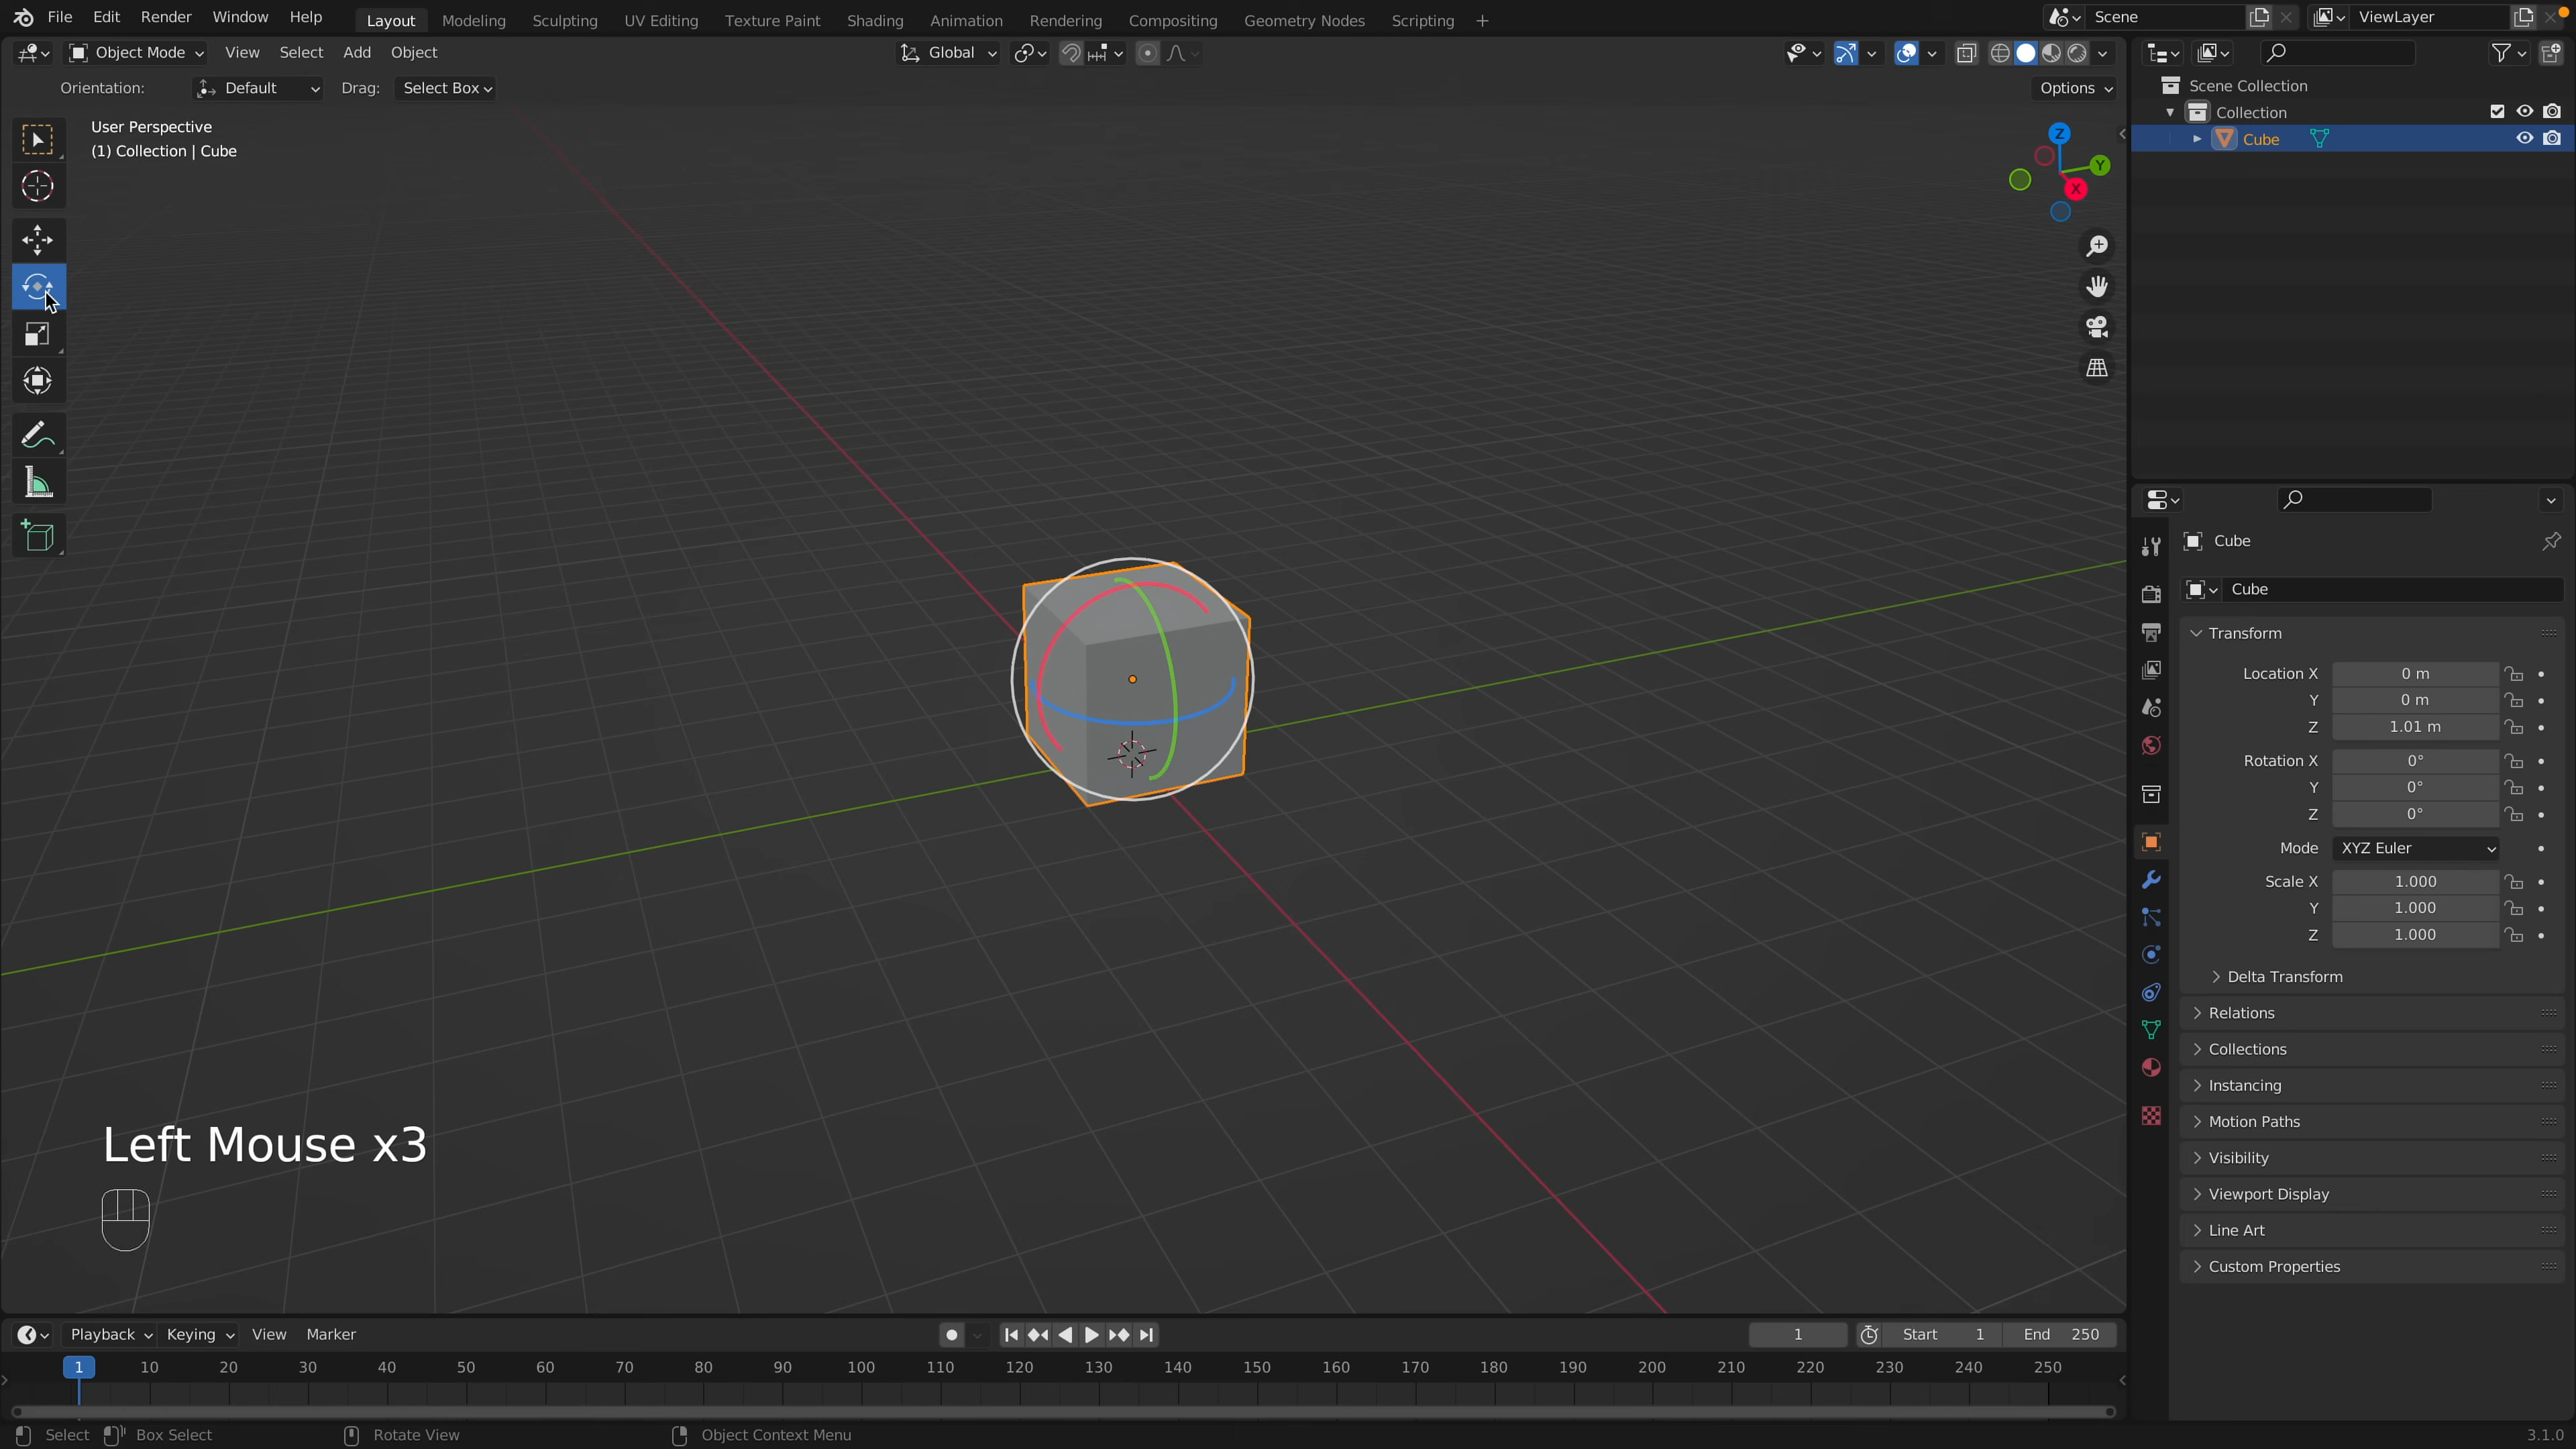 File Edit Render Window Help Layout Modeling Sculpting UV Editing Texture Paint Shading Animation Rendering Compositing Geometry Nodes Scripting + Scene ViewLayer
Object Mode View Select Add Object Global
Orientation: Default Drag: Select Box Options
User Perspective
(1) Collection | Cube
Z
Y
X
Scene Collection
Collection
Cube
Cube
Cube
Transform
Location X 0 m
Y 0 m
Z 1.01 m
Rotation X 0°
Y 0°
Z 0°
Mode XYZ Euler
Scale X 1.000
Y 1.000
Z 1.000
Delta Transform
Relations
Collections
Instancing
Motion Paths
Visibility
Viewport Display
Line Art
Custom Properties
Left Mouse x3
Playback Keying View Marker 1 Start 1 End 250
1 10 20 30 40 50 60 70 80 90 100 110 120 130 140 150 160 170 180 190 200 210 220 230 240 250
Select Box Select Rotate View Object Context Menu 3.1.0